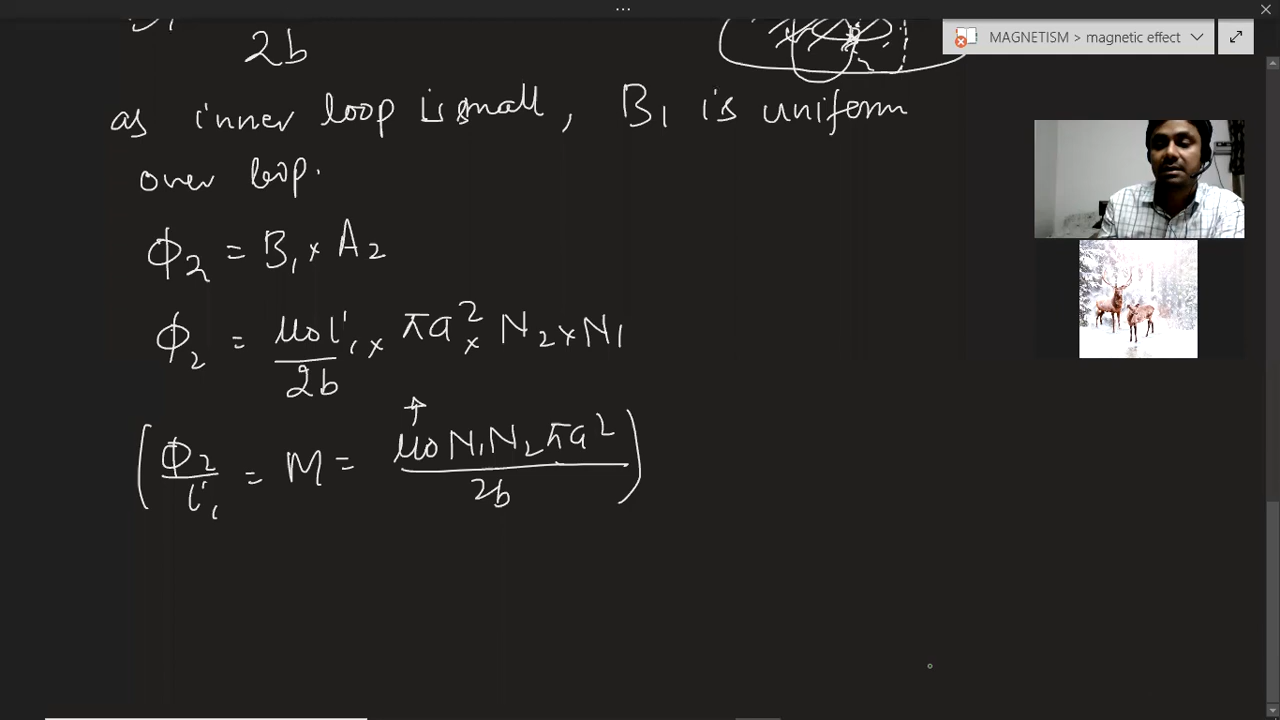 MAGNETISM > magnetic effect
2b
as inner loop is small, B1 is uniform
over loop.
Φ2 = B1 × A2
Φ2 = μ0 i1 / 2b × πa² × N2 × N1
(Φ2 / i1 = M = μ0 N1 N2 πa² / 2b)